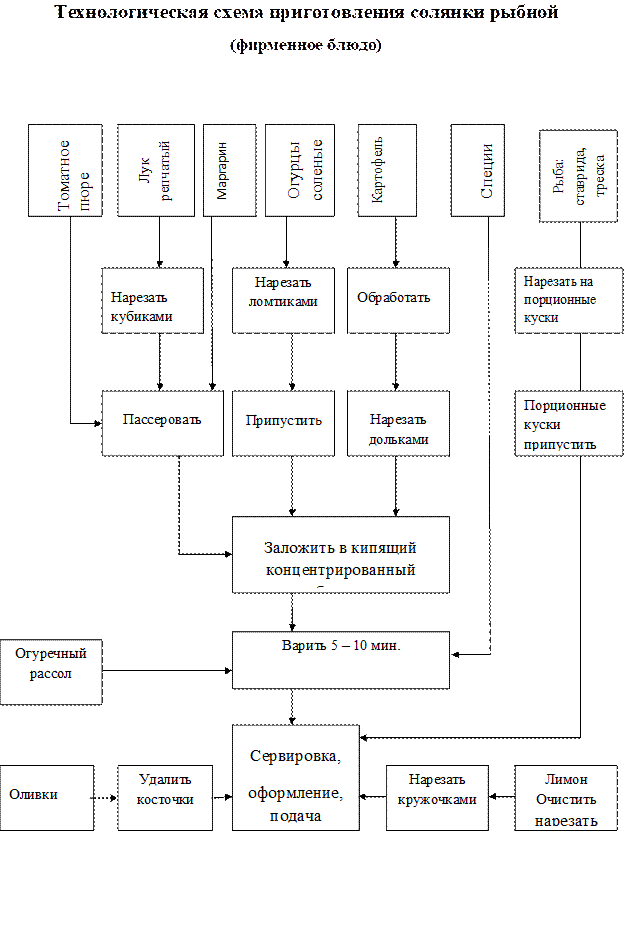 Технологическая схема приготовления солянки рыбной
(фирменное блюдо)
Томатное
пюре
Лук
репчатый
Маргарин
Огурцы
соленые
Картофель
Специи
Рыба:
ставрида,
треска
Нарезать
кубиками
Нарезать
ломтиками
Обработать
Нарезать на
порционные
куски
Пассеровать
Припустить
Нарезать
дольками
Порционные
куски
припустить
Заложить в кипящий
концентрированный
Варить 5 – 10 мин.
Огуречный
рассол
Сервировка,
оформление,
подача
Оливки
Удалить
косточки
Нарезать
кружочками
Лимон
Очистить
нарезать